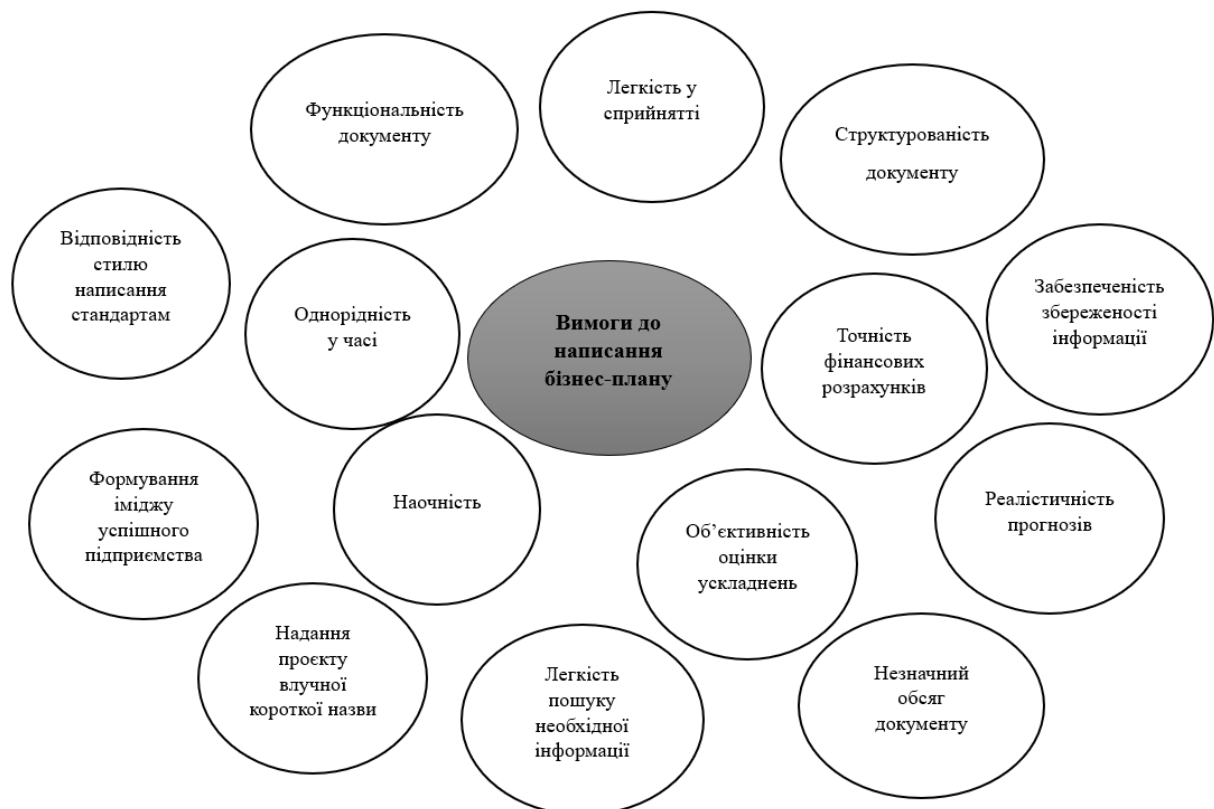 Легкість у
сприйнятті
Функціональність
документу
Структурованість
документу
Відповідність
стилю
написання
стандартам
Забезпеченість
збереженості
інформації
Однорідність
у часі
Вимоги до
написання
бізнес-плану
Точність
фінансових
розрахунків
Формування
іміджу
успішного
підприємства
Наочність
Реалістичність
прогнозів
Об’єктивність
оцінки
ускладнень
Надання
проєкту
влучної
короткої назви
Легкість
пошуку
необхідної
інформації
Незначний
обсяг
документу